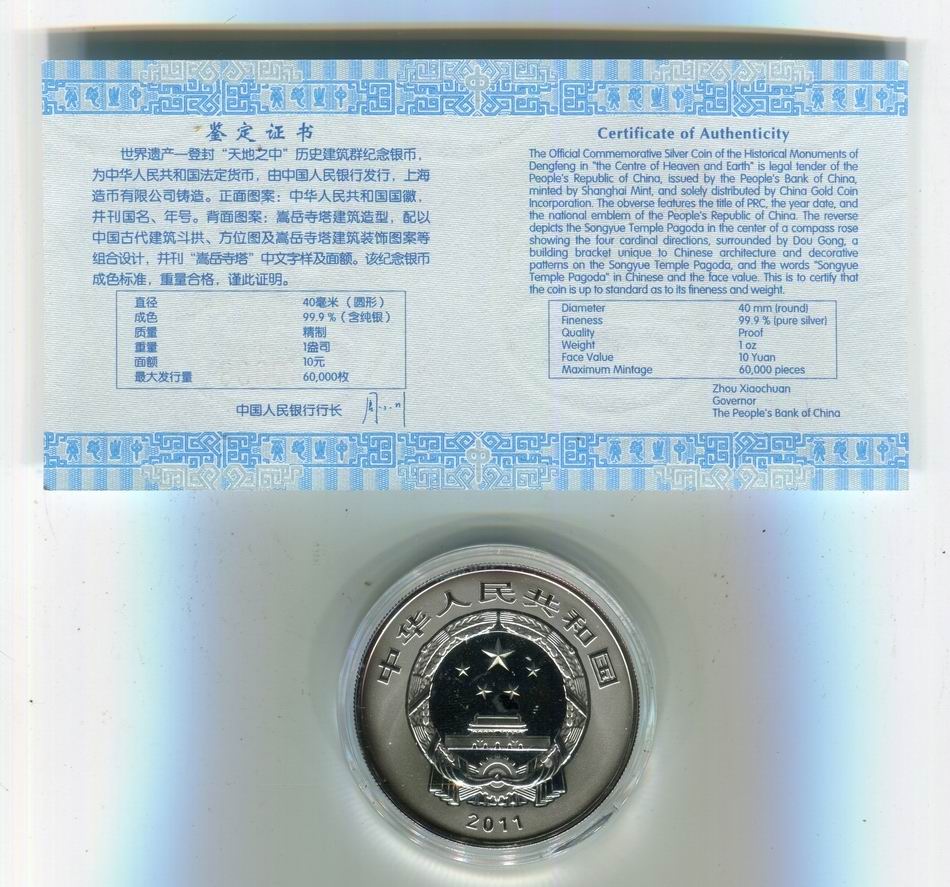 鉴定证书
世界遗产—登封“天地之中”历史建筑群纪念银币，
为中华人民共和国法定货币，由中国人民银行发行，上海
造币有限公司铸造。正面图案：中华人民共和国国徽，
并刊国名、年号。背面图案：嵩岳寺塔建筑造型，配以
中国古代建筑斗拱、方位图及嵩岳寺塔建筑装饰图案等
组合设计，并刊“嵩岳寺塔”中文字样及面额。该纪念银币
成色标准，重量合格，谨此证明。
直径 40毫米（圆形）
成色 99.9％（含纯银）
质量 精制
重量 1盎司
面额 10元
最大发行量 60,000枚
中国人民银行行长
Certificate of Authenticity
The Official Commemorative Silver Coin of the Historical Monuments of
Dengfeng in "the Centre of Heaven and Earth" is legal tender of the
People's Republic of China, issued by the People's Bank of China,
minted by Shanghai Mint, and solely distributed by China Gold Coin
Incorporation. The obverse features the title of PRC, the year date, and
the national emblem of the People's Republic of China. The reverse
depicts the Songyue Temple Pagoda in the center of a compass rose
showing the four cardinal directions, surrounded by Dou Gong, a
building bracket unique to Chinese architecture and decorative
patterns on the Songyue Temple Pagoda, and the words "Songyue
Temple Pagoda" in Chinese and the face value. This is to certify that
the coin is up to standard as to its fineness and weight.
Diameter 40 mm (round)
Fineness 99.9 % (pure silver)
Quality Proof
Weight 1 oz
Face Value 10 Yuan
Maximum Mintage 60,000 pieces
Zhou Xiaochuan
Governor
The People's Bank of China
中华人民共和国
2011